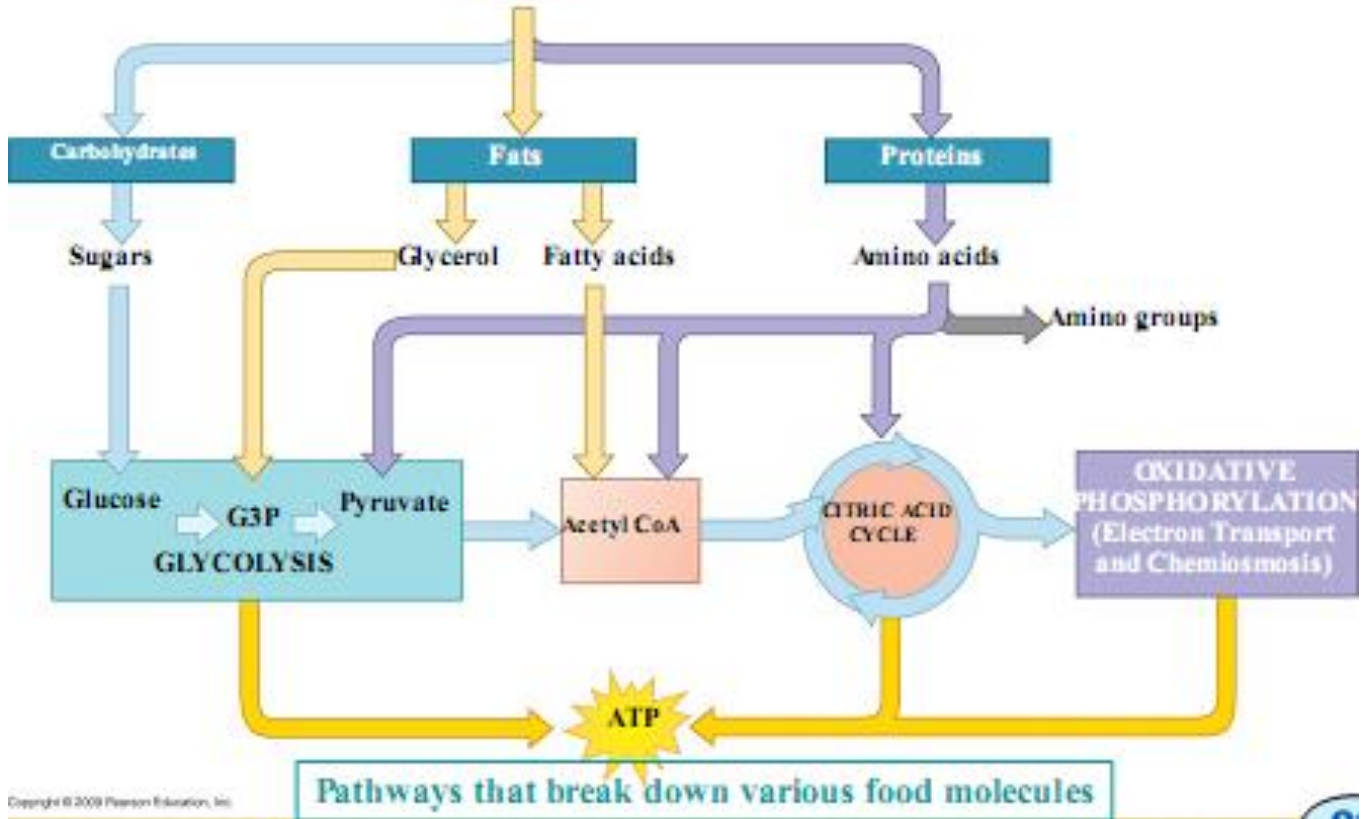 Carbohydrates
Fats
Proteins
Sugars
Glycerol
Fatty acids
Amino acids
Amino groups
Glucose
G3P
Pyruvate
GLYCOLYSIS
Acetyl CoA
CITRIC ACID
CYCLE
OXIDATIVE
PHOSPHORYLATION
(Electron Transport
and Chemiosmosis)
ATP
Pathways that break down various food molecules
Copyright © 2009 Pearson Education, Inc.